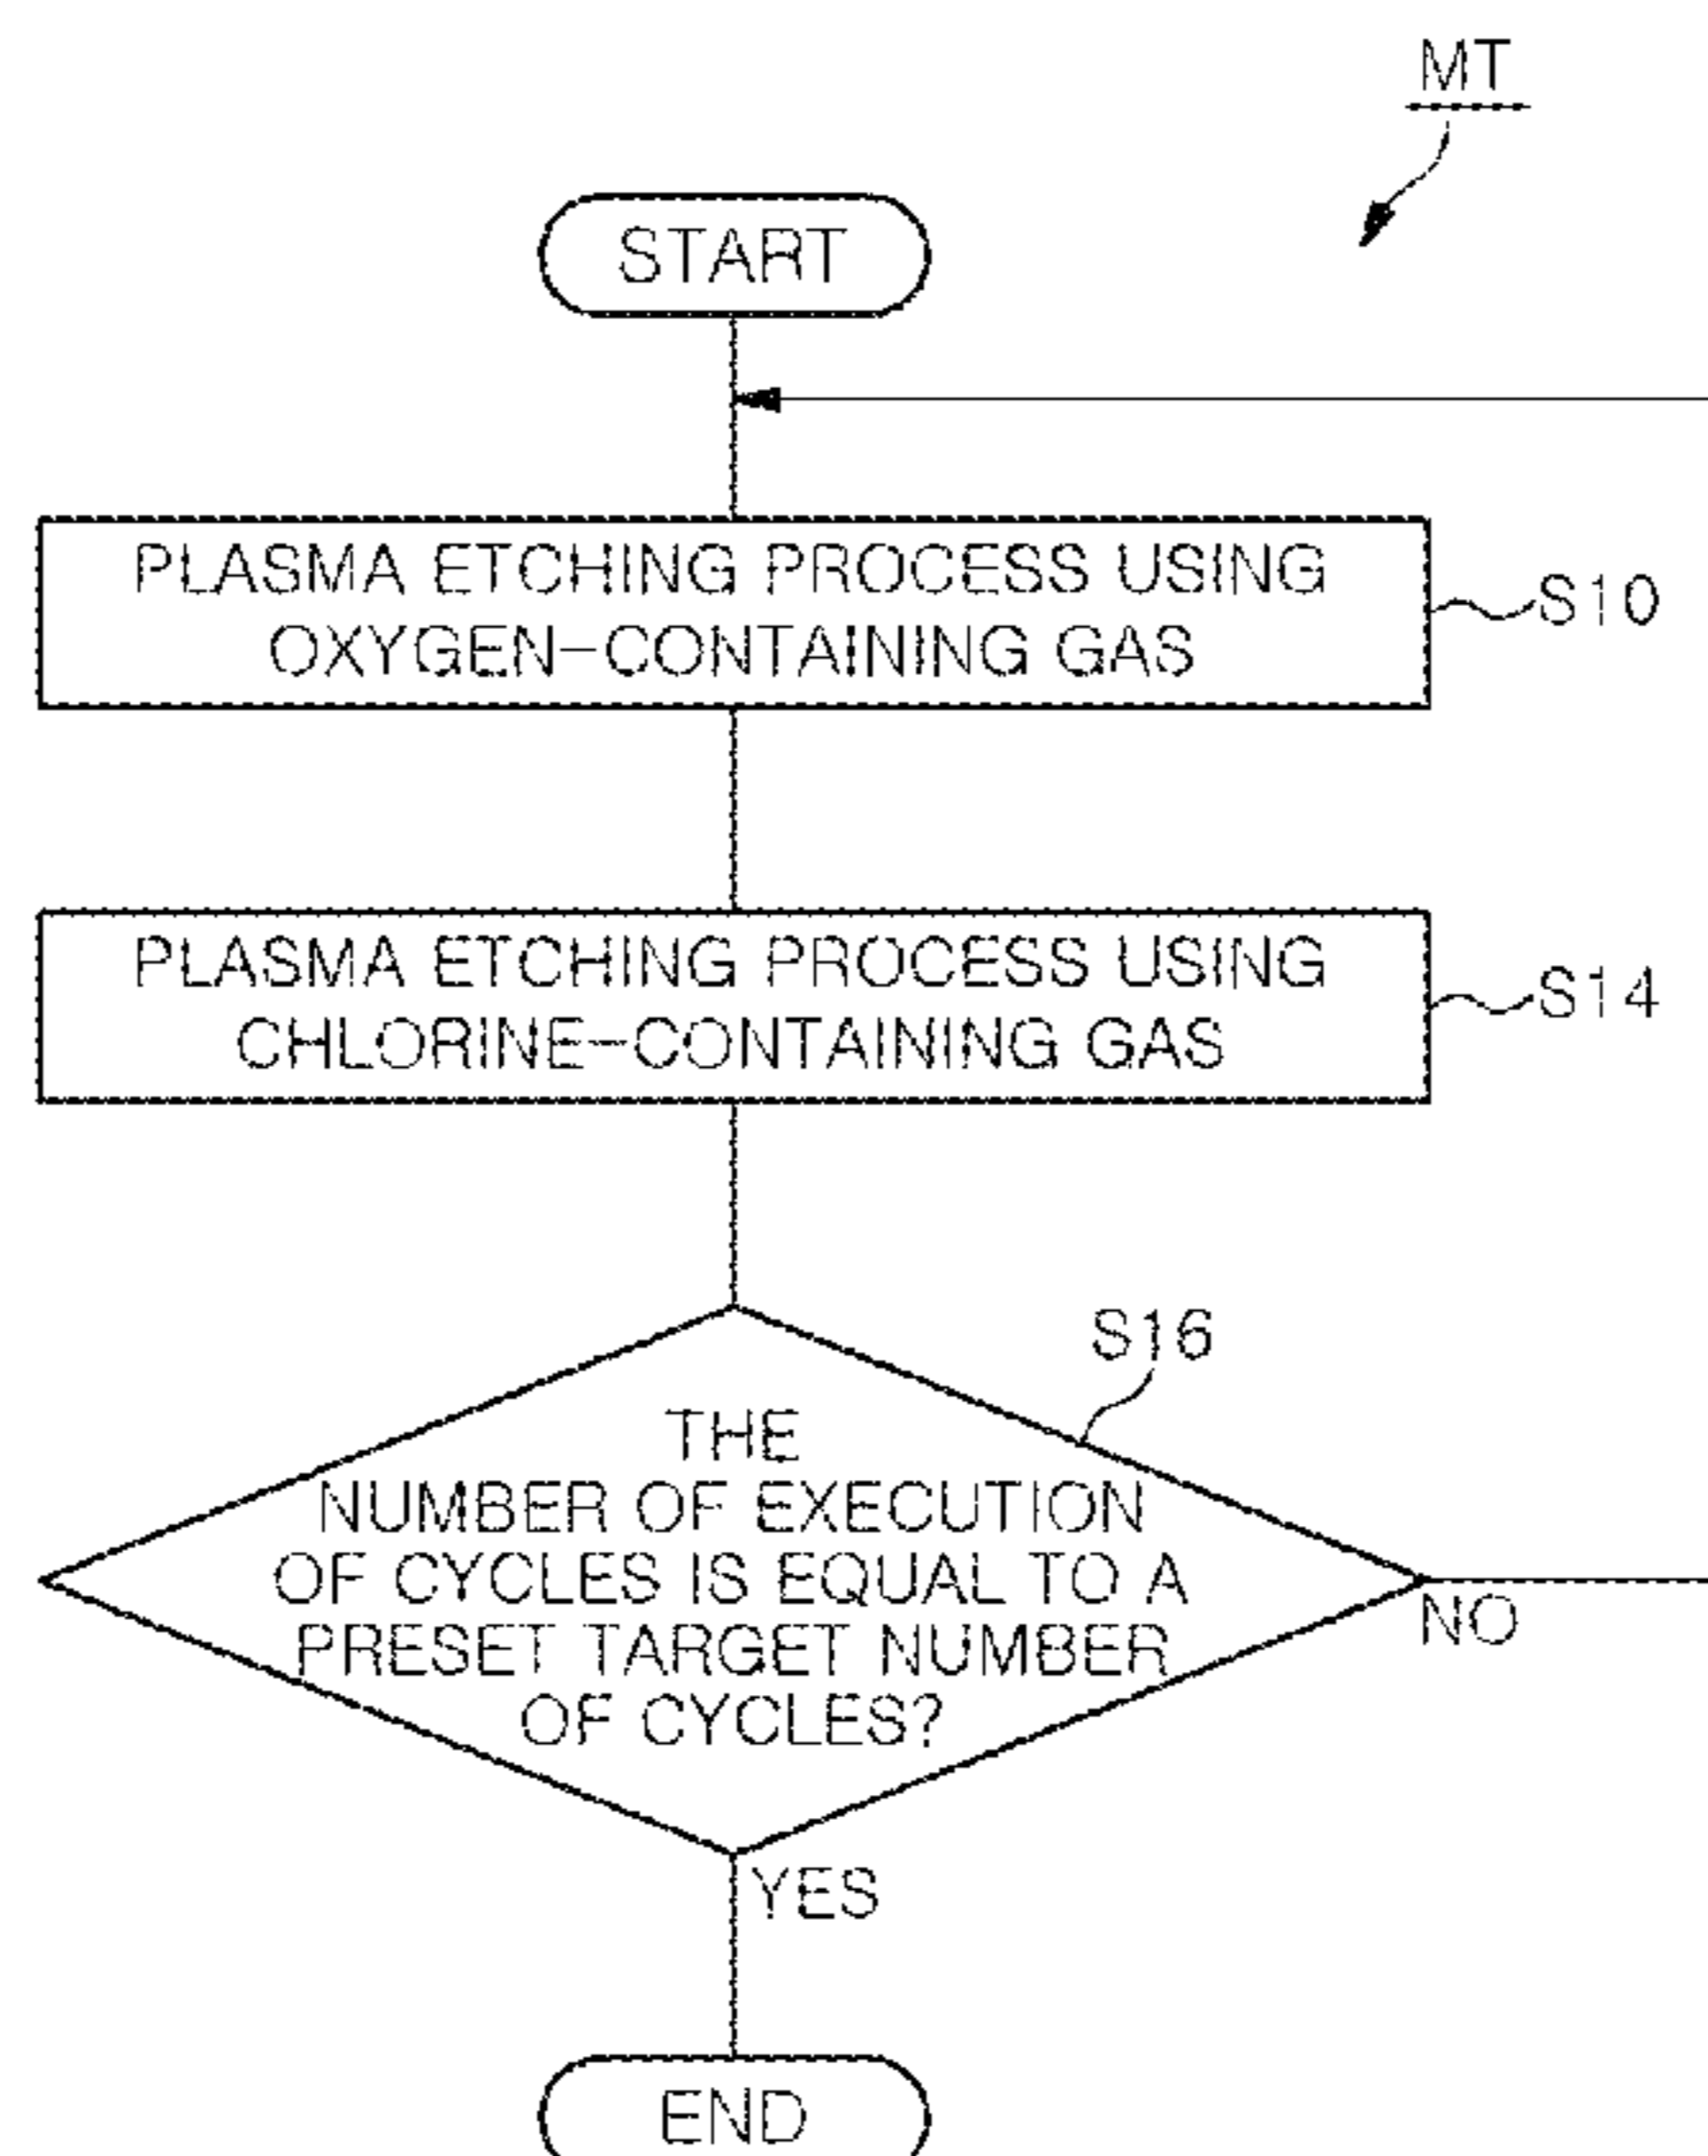 MT
START
PLASMA ETCHING PROCESS USING
OXYGEN-CONTAINING GAS
S10
PLASMA ETCHING PROCESS USING
CHLORINE-CONTAINING GAS
S14
S16
THE
NUMBER OF EXECUTION
OF CYCLES IS EQUAL TO A
PRESET TARGET NUMBER
OF CYCLES?
NO
YES
END